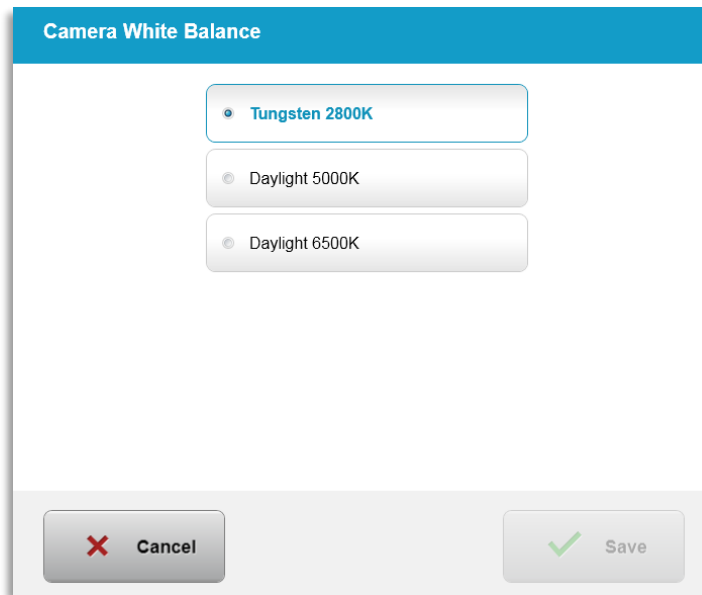 Camera White Balance
Tungsten 2800K
Daylight 5000K
Daylight 6500K
Cancel
Save